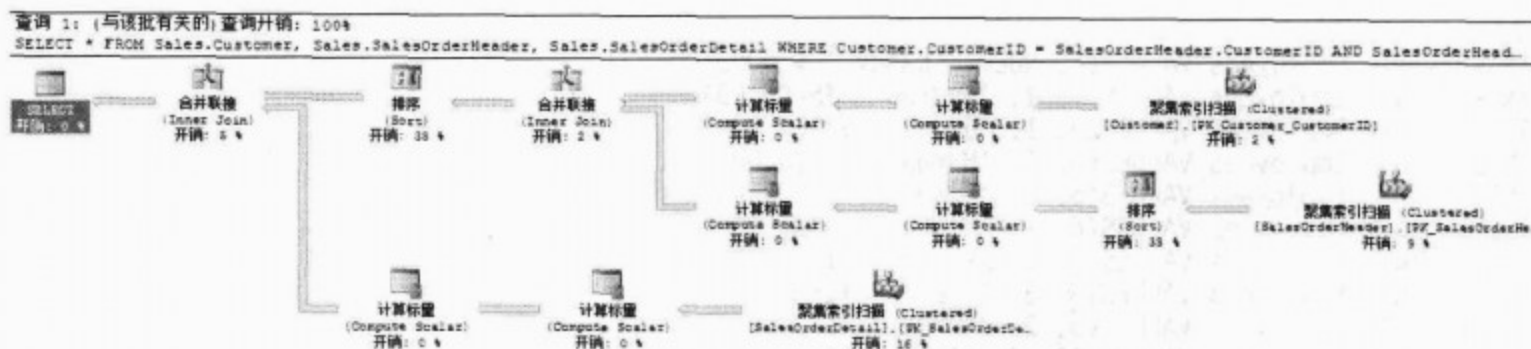 查询 1: (与该批有关的) 查询开销: 100%
SELECT * FROM Sales.Customer, Sales.SalesOrderHeader, Sales.SalesOrderDetail WHERE Customer.CustomerID = SalesOrderHeader.CustomerID AND SalesOrderHead…
SELECT
开销: 0 %
合并联接
(Inner Join)
开销: 5 %
排序
(Sort)
开销: 38 %
合并联接
(Inner Join)
开销: 2 %
计算标量
(Compute Scalar)
开销: 0 %
计算标量
(Compute Scalar)
开销: 0 %
聚集索引扫描 (Clustered)
[Customer].[PK_Customer_CustomerID]
开销: 2 %
计算标量
(Compute Scalar)
开销: 0 %
计算标量
(Compute Scalar)
开销: 0 %
排序
(Sort)
开销:
聚集索引扫描 (Clustered)
[SalesOrderHeader].[PK_SalesOrderHe
开销: 9 %
计算标量
(Compute Scalar)
开销: 0 %
计算标量
(Compute Scalar)
开销: 0 %
聚集索引扫描 (Clustered)
[SalesOrderDetail].[PK_SalesOrderDe…
开销: 16 %